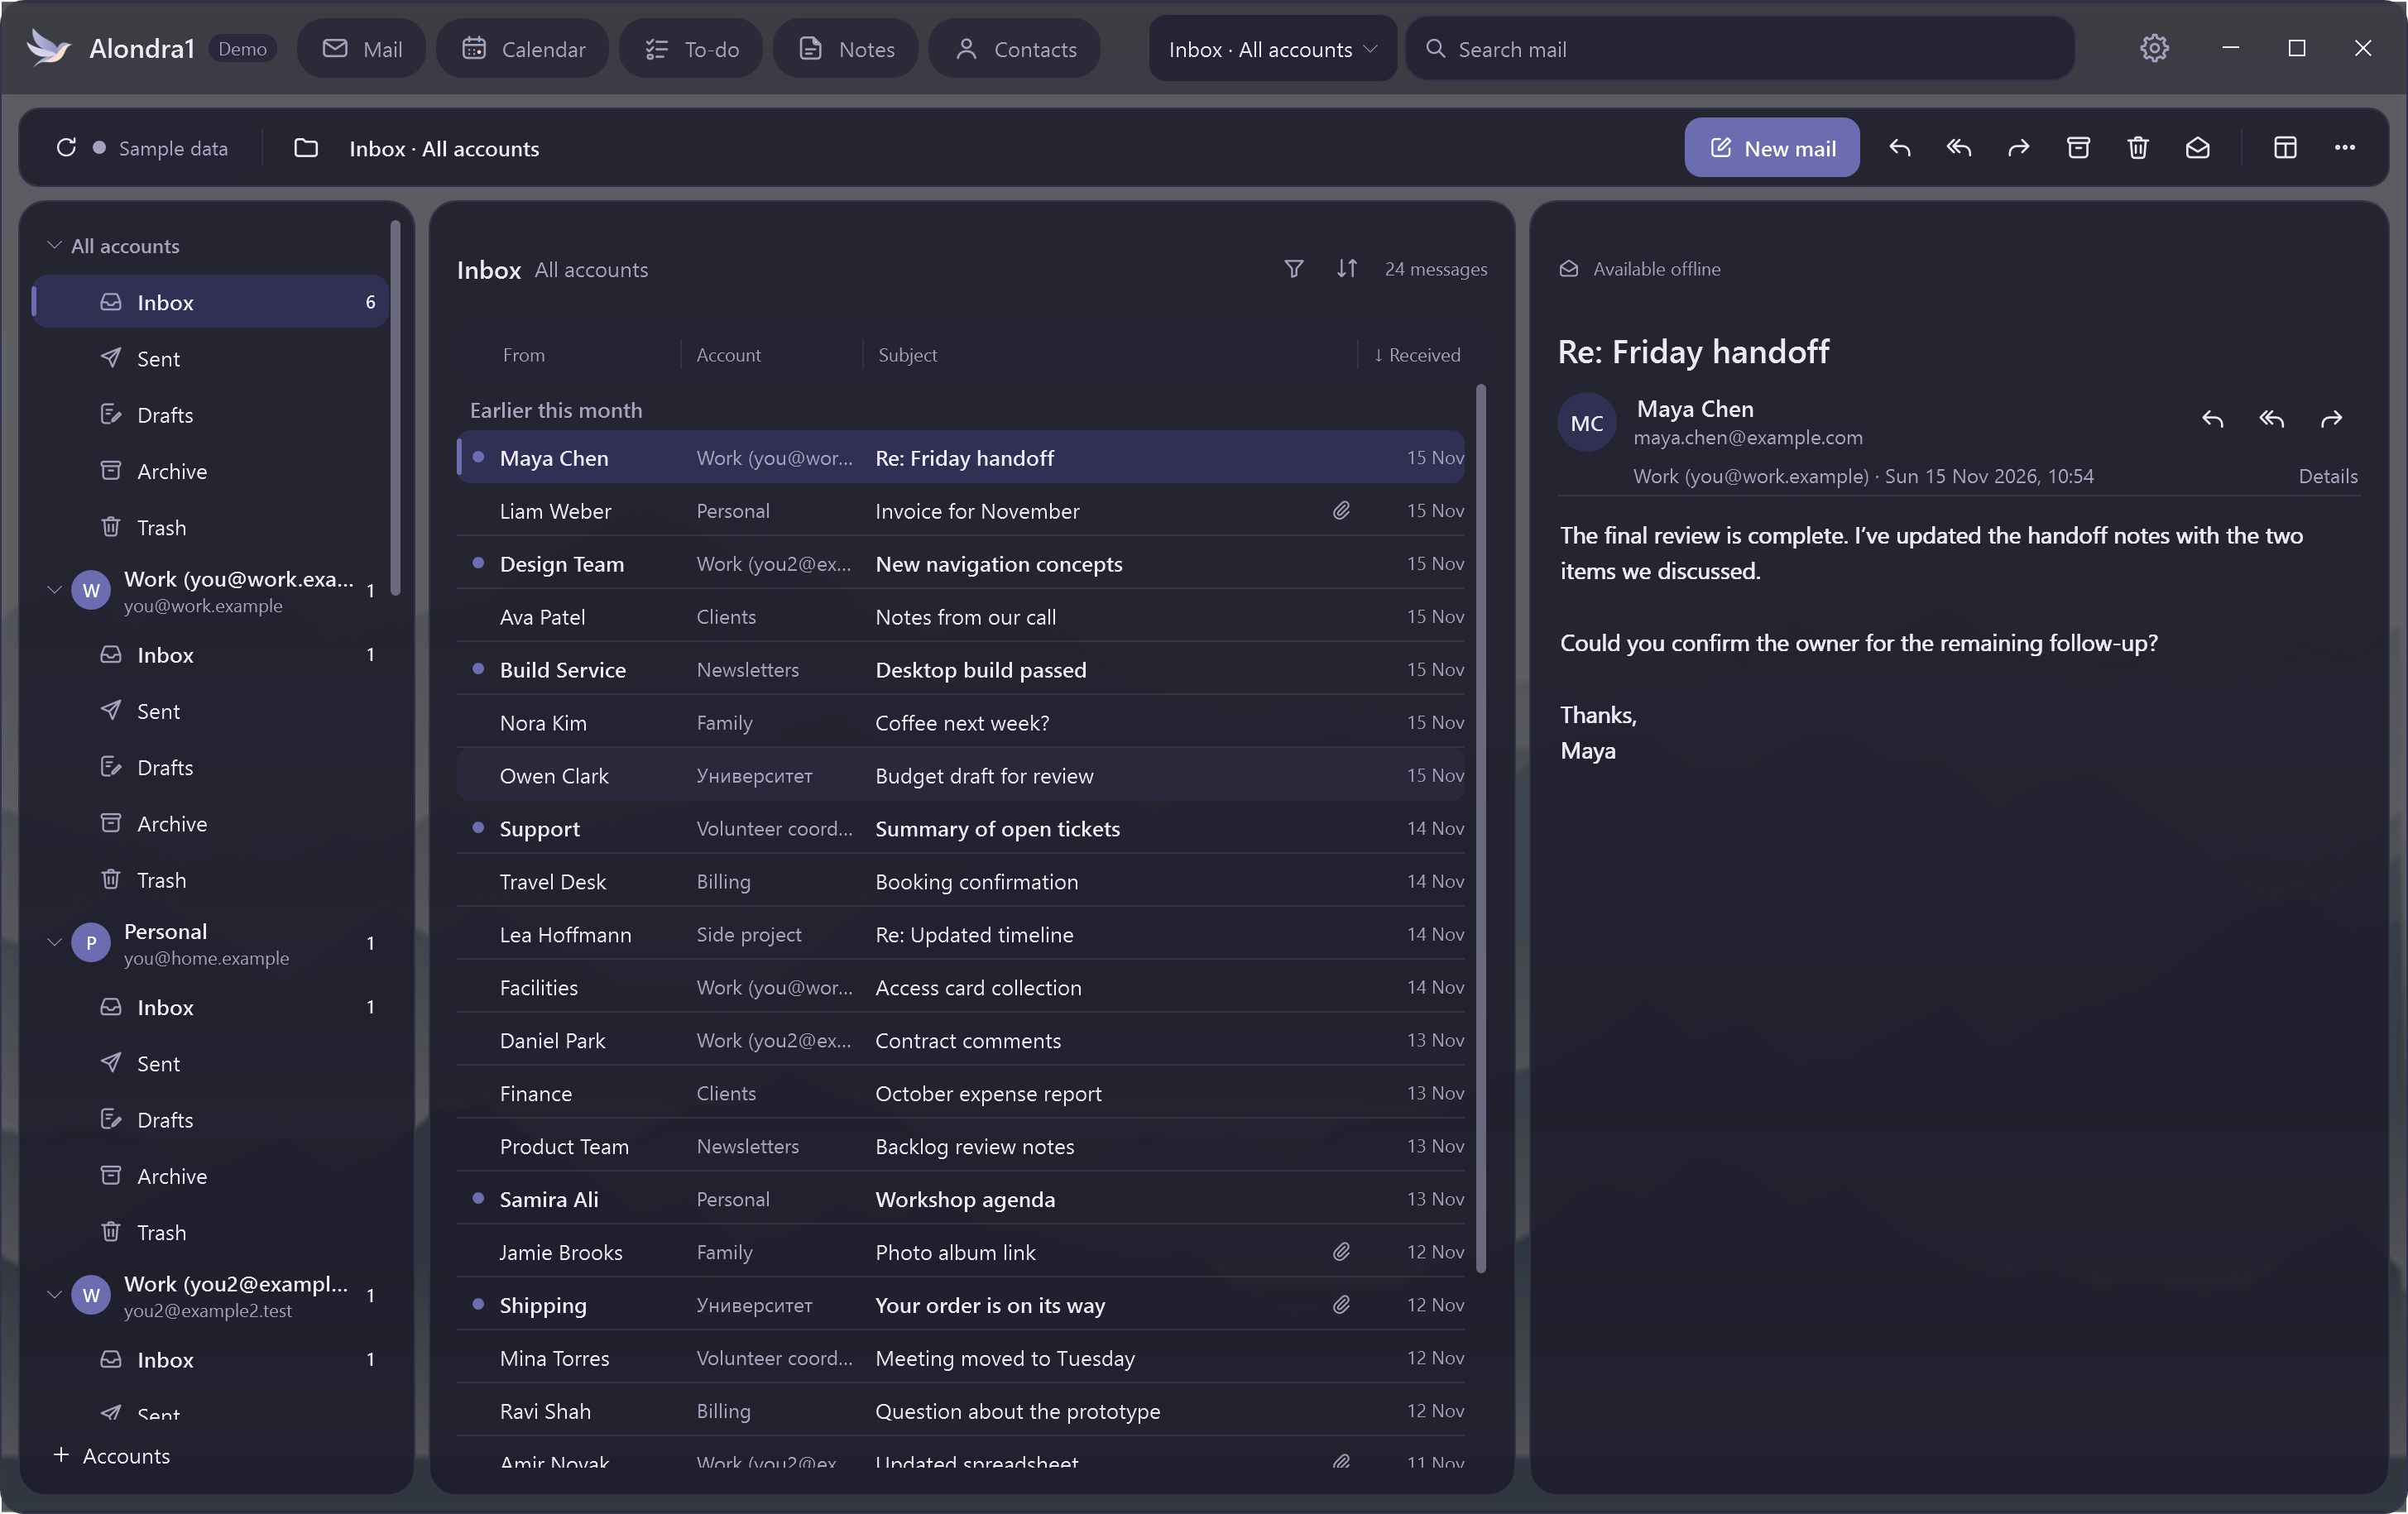 Alondra1 Demo Mail Calendar To-do Notes Contacts Inbox · All accounts Search mail
Sample data Inbox · All accounts New mail
All accounts
Inbox 6
Sent
Drafts
Archive
Trash
W Work (you@work.exa... 1
you@work.example
Inbox 1
Sent
Drafts
Archive
Trash
P Personal 1
you@home.example
Inbox 1
Sent
Drafts
Archive
Trash
W Work (you2@exampl... 1
you2@example2.test
Inbox 1
Sent
+ Accounts
Inbox All accounts 24 messages
From Account Subject ↓ Received
Earlier this month
Maya Chen Work (you@wor... Re: Friday handoff 15 Nov
Liam Weber Personal Invoice for November 15 Nov
Design Team Work (you2@ex... New navigation concepts 15 Nov
Ava Patel Clients Notes from our call 15 Nov
Build Service Newsletters Desktop build passed 15 Nov
Nora Kim Family Coffee next week? 15 Nov
Owen Clark Университет Budget draft for review 15 Nov
Support Volunteer coord... Summary of open tickets 14 Nov
Travel Desk Billing Booking confirmation 14 Nov
Lea Hoffmann Side project Re: Updated timeline 14 Nov
Facilities Work (you@wor... Access card collection 14 Nov
Daniel Park Work (you2@ex... Contract comments 13 Nov
Finance Clients October expense report 13 Nov
Product Team Newsletters Backlog review notes 13 Nov
Samira Ali Personal Workshop agenda 13 Nov
Jamie Brooks Family Photo album link 12 Nov
Shipping Университет Your order is on its way 12 Nov
Mina Torres Volunteer coord... Meeting moved to Tuesday 12 Nov
Ravi Shah Billing Question about the prototype 12 Nov
Amir Novak Work (you2@ex Updated spreadsheet 11 Nov
Available offline
Re: Friday handoff
MC Maya Chen
maya.chen@example.com
Work (you@work.example) · Sun 15 Nov 2026, 10:54 Details
The final review is complete. I’ve updated the handoff notes with the two
items we discussed.
Could you confirm the owner for the remaining follow-up?
Thanks,
Maya